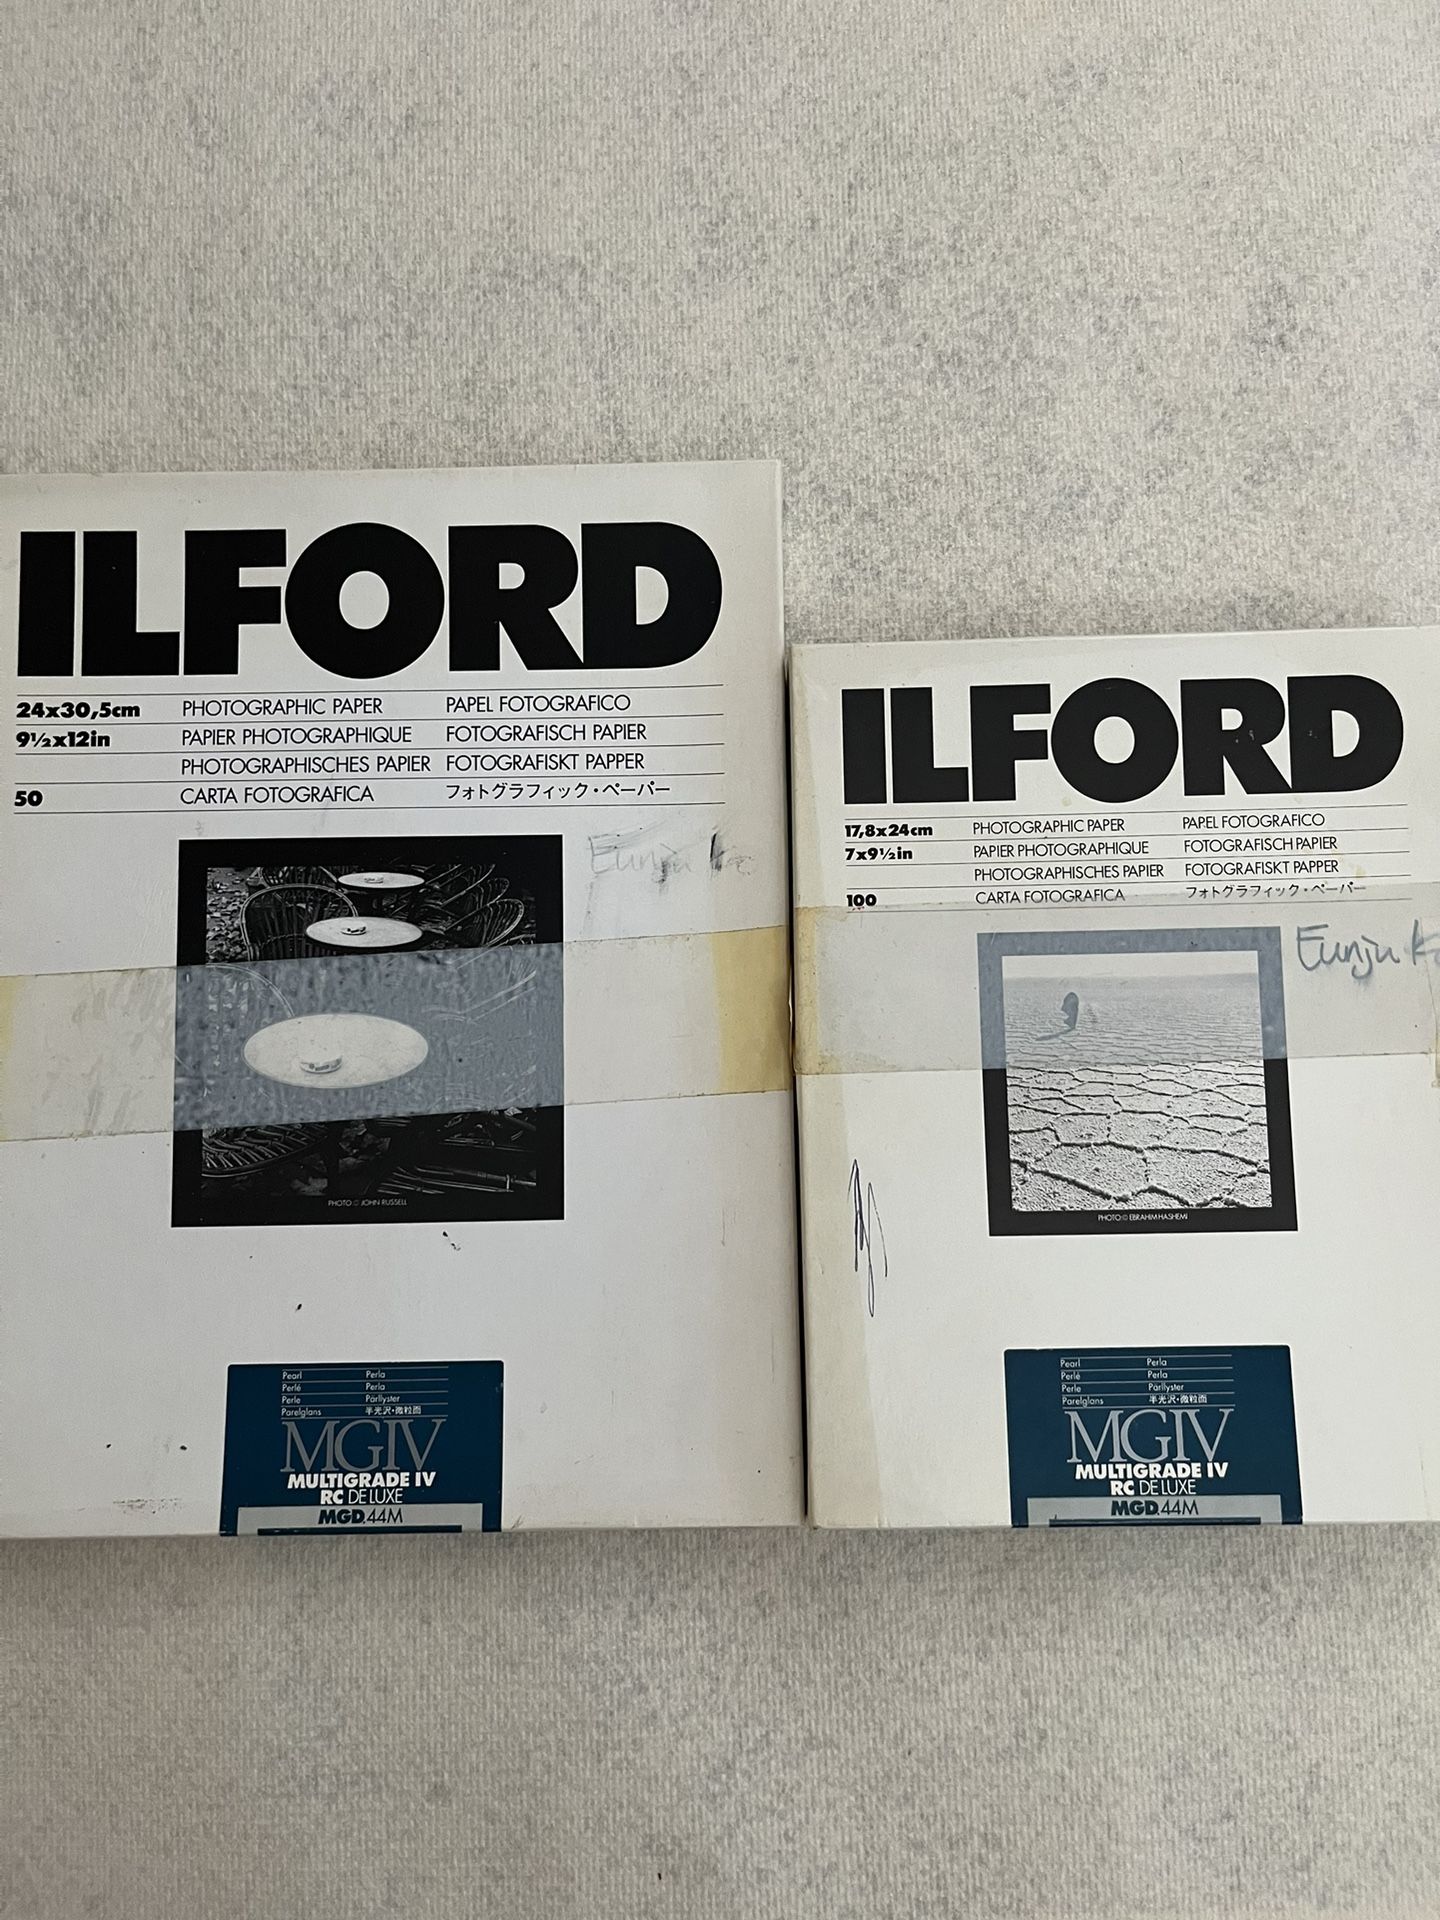 ILFORD
24x30,5cm PHOTOGRAPHIC PAPER PAPEL FOTOGRAFICO
9½x12in PAPIER PHOTOGRAPHIQUE FOTOGRAFISCH PAPIER
PHOTOGRAPHISCHES PAPIER FOTOGRAFISKT PAPPER
50 CARTA FOTOGRAFICA フォトグラフィック・ペーパー
Eunju
PHOTO © JOHN RUSSELL
Pearl Perla
Perlé Perla
Perle Pärllyster
Parelglans 半光沢・微粒面
MGIV
MULTIGRADE IV
RC DE LUXE
MGD.44M
ILFORD
17,8x24cm PHOTOGRAPHIC PAPER PAPEL FOTOGRAFICO
7x9½in PAPIER PHOTOGRAPHIQUE FOTOGRAFISCH PAPIER
PHOTOGRAPHISCHES PAPIER FOTOGRAFISKT PAPPER
100 CARTA FOTOGRAFICA フォトグラフィック・ペーパー
Eunju
PHOTO © EBRAHIM HASHEMI
Pearl Perla
Perlé Perla
Perle Pärllyster
Parelglans 半光沢・微粒面
MGIV
MULTIGRADE IV
RC DE LUXE
MGD.44M